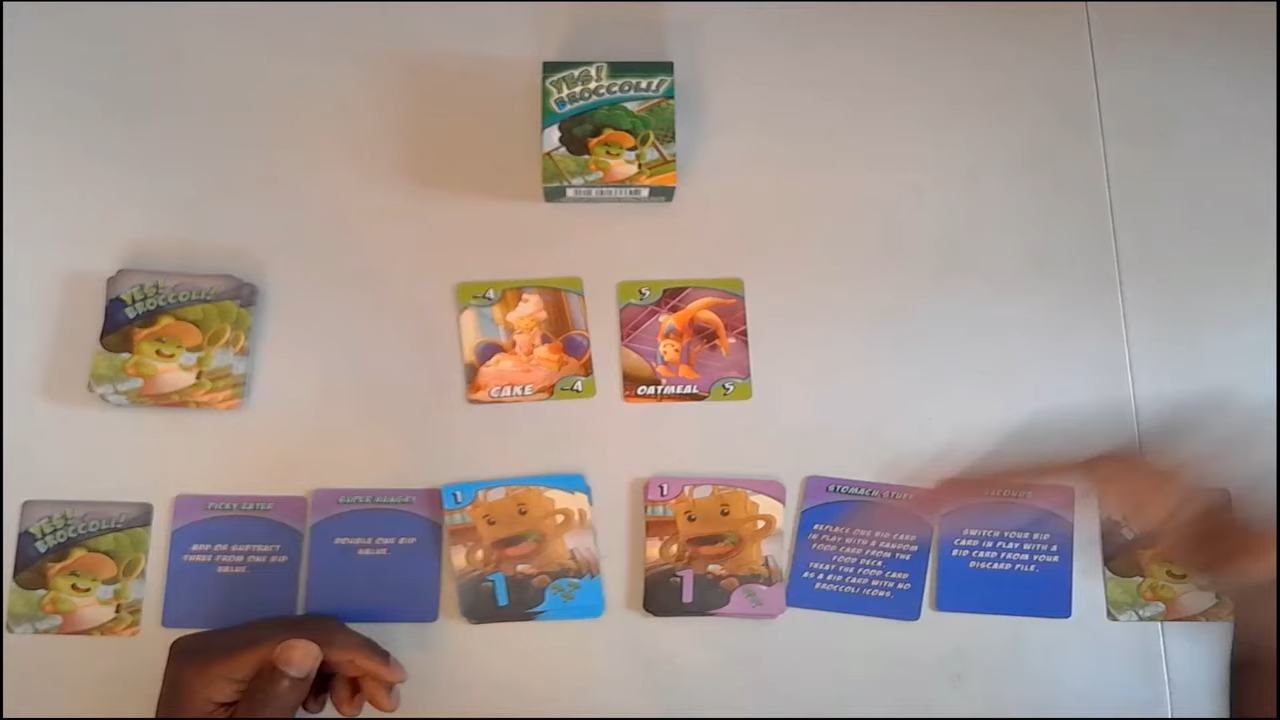 YES!
BROCCOLI!
YES!
BROCCOLI!
-4
CAKE
-4
5
OATMEAL
5
YES!
BROCCOLI!
PICKY EATER
ADD OR SUBTRACT
THREE FROM ONE BID
VALUE.
SUPER HUNGRY
DOUBLE ONE BID
VALUE.
1
1
1
1
STOMACH STUFF
REPLACE ONE BID CARD
IN PLAY WITH A RANDOM
FOOD CARD FROM THE
FOOD DECK.
TREAT THE FOOD CARD
AS A BID CARD WITH NO
BROCCOLI ICONS.
SECONDS
SWITCH YOUR BID
CARD IN PLAY WITH A
BID CARD FROM YOUR
DISCARD PILE.